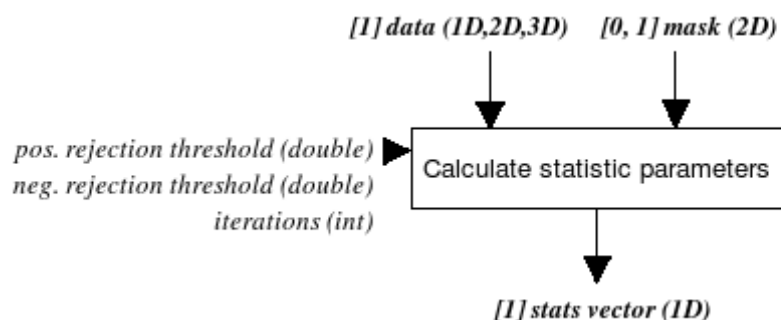 [1] data (1D,2D,3D) [0, 1] mask (2D)
pos. rejection threshold (double)
Calculate statistic parameters
neg. rejection threshold (double)
iterations (int)
[1] stats vector (1D)